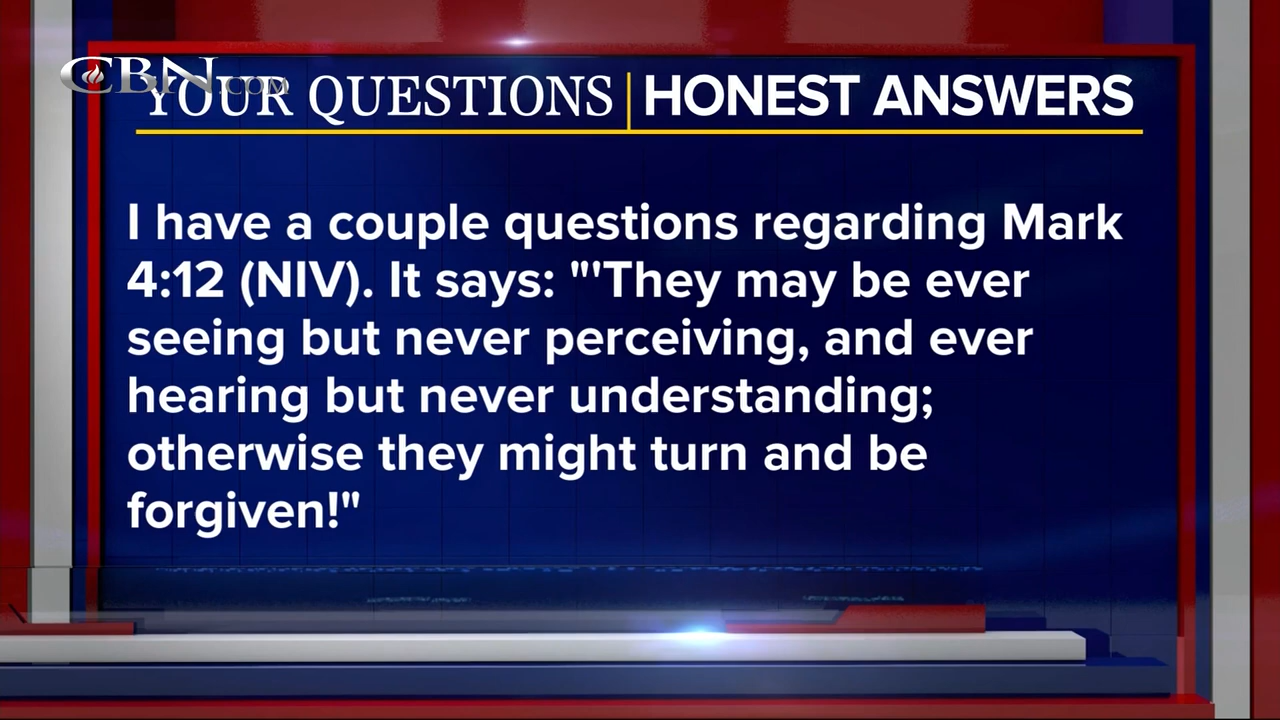 CBN.COM
YOUR QUESTIONS HONEST ANSWERS
I have a couple questions regarding Mark
4:12 (NIV). It says: "'They may be ever
seeing but never perceiving, and ever
hearing but never understanding;
otherwise they might turn and be
forgiven!"